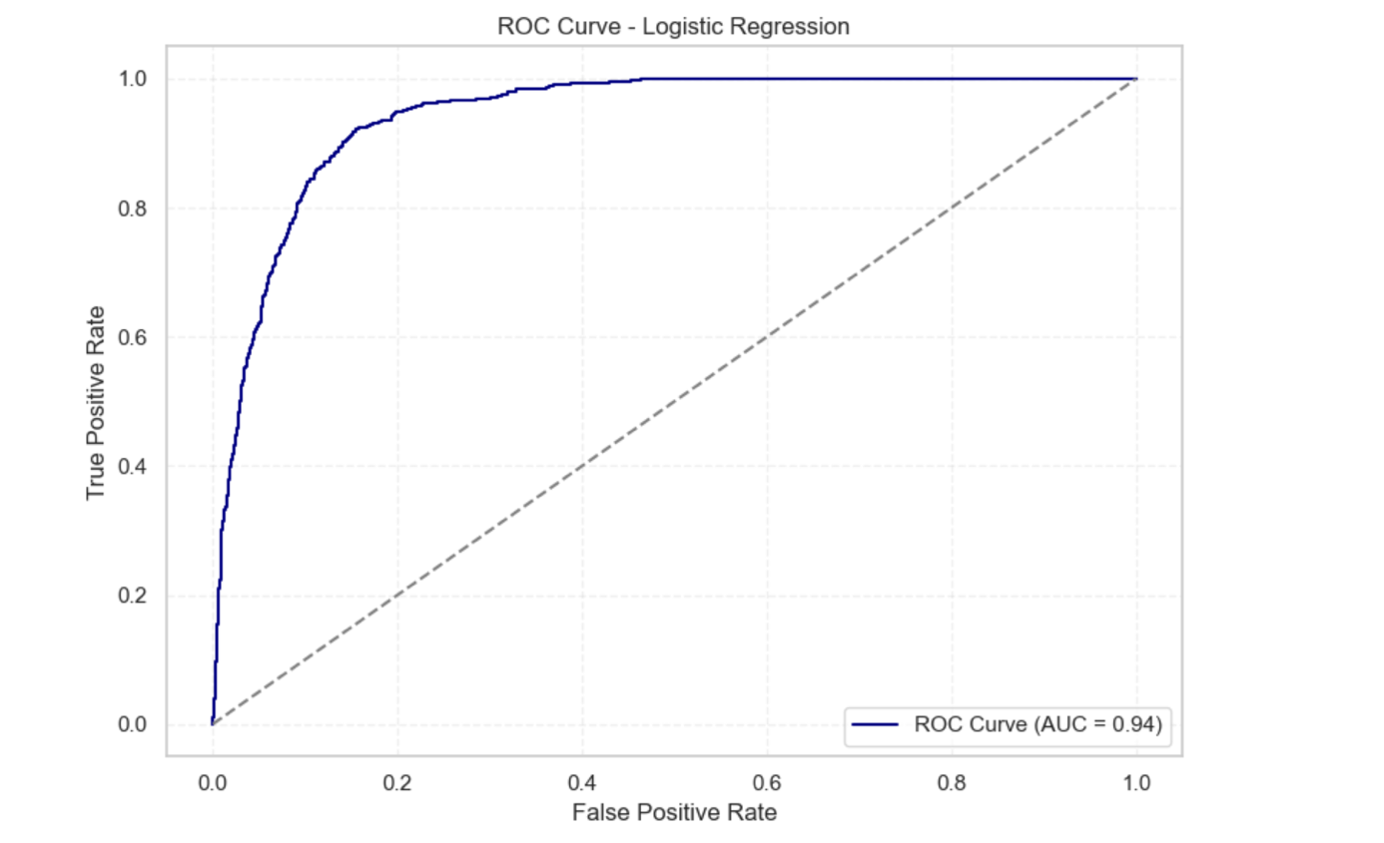 ROC Curve - Logistic Regression
1.0
0.8
0.6
0.4
0.2
0.0
True Positive Rate
0.0 0.2 0.4 0.6 0.8 1.0
False Positive Rate
ROC Curve (AUC = 0.94)